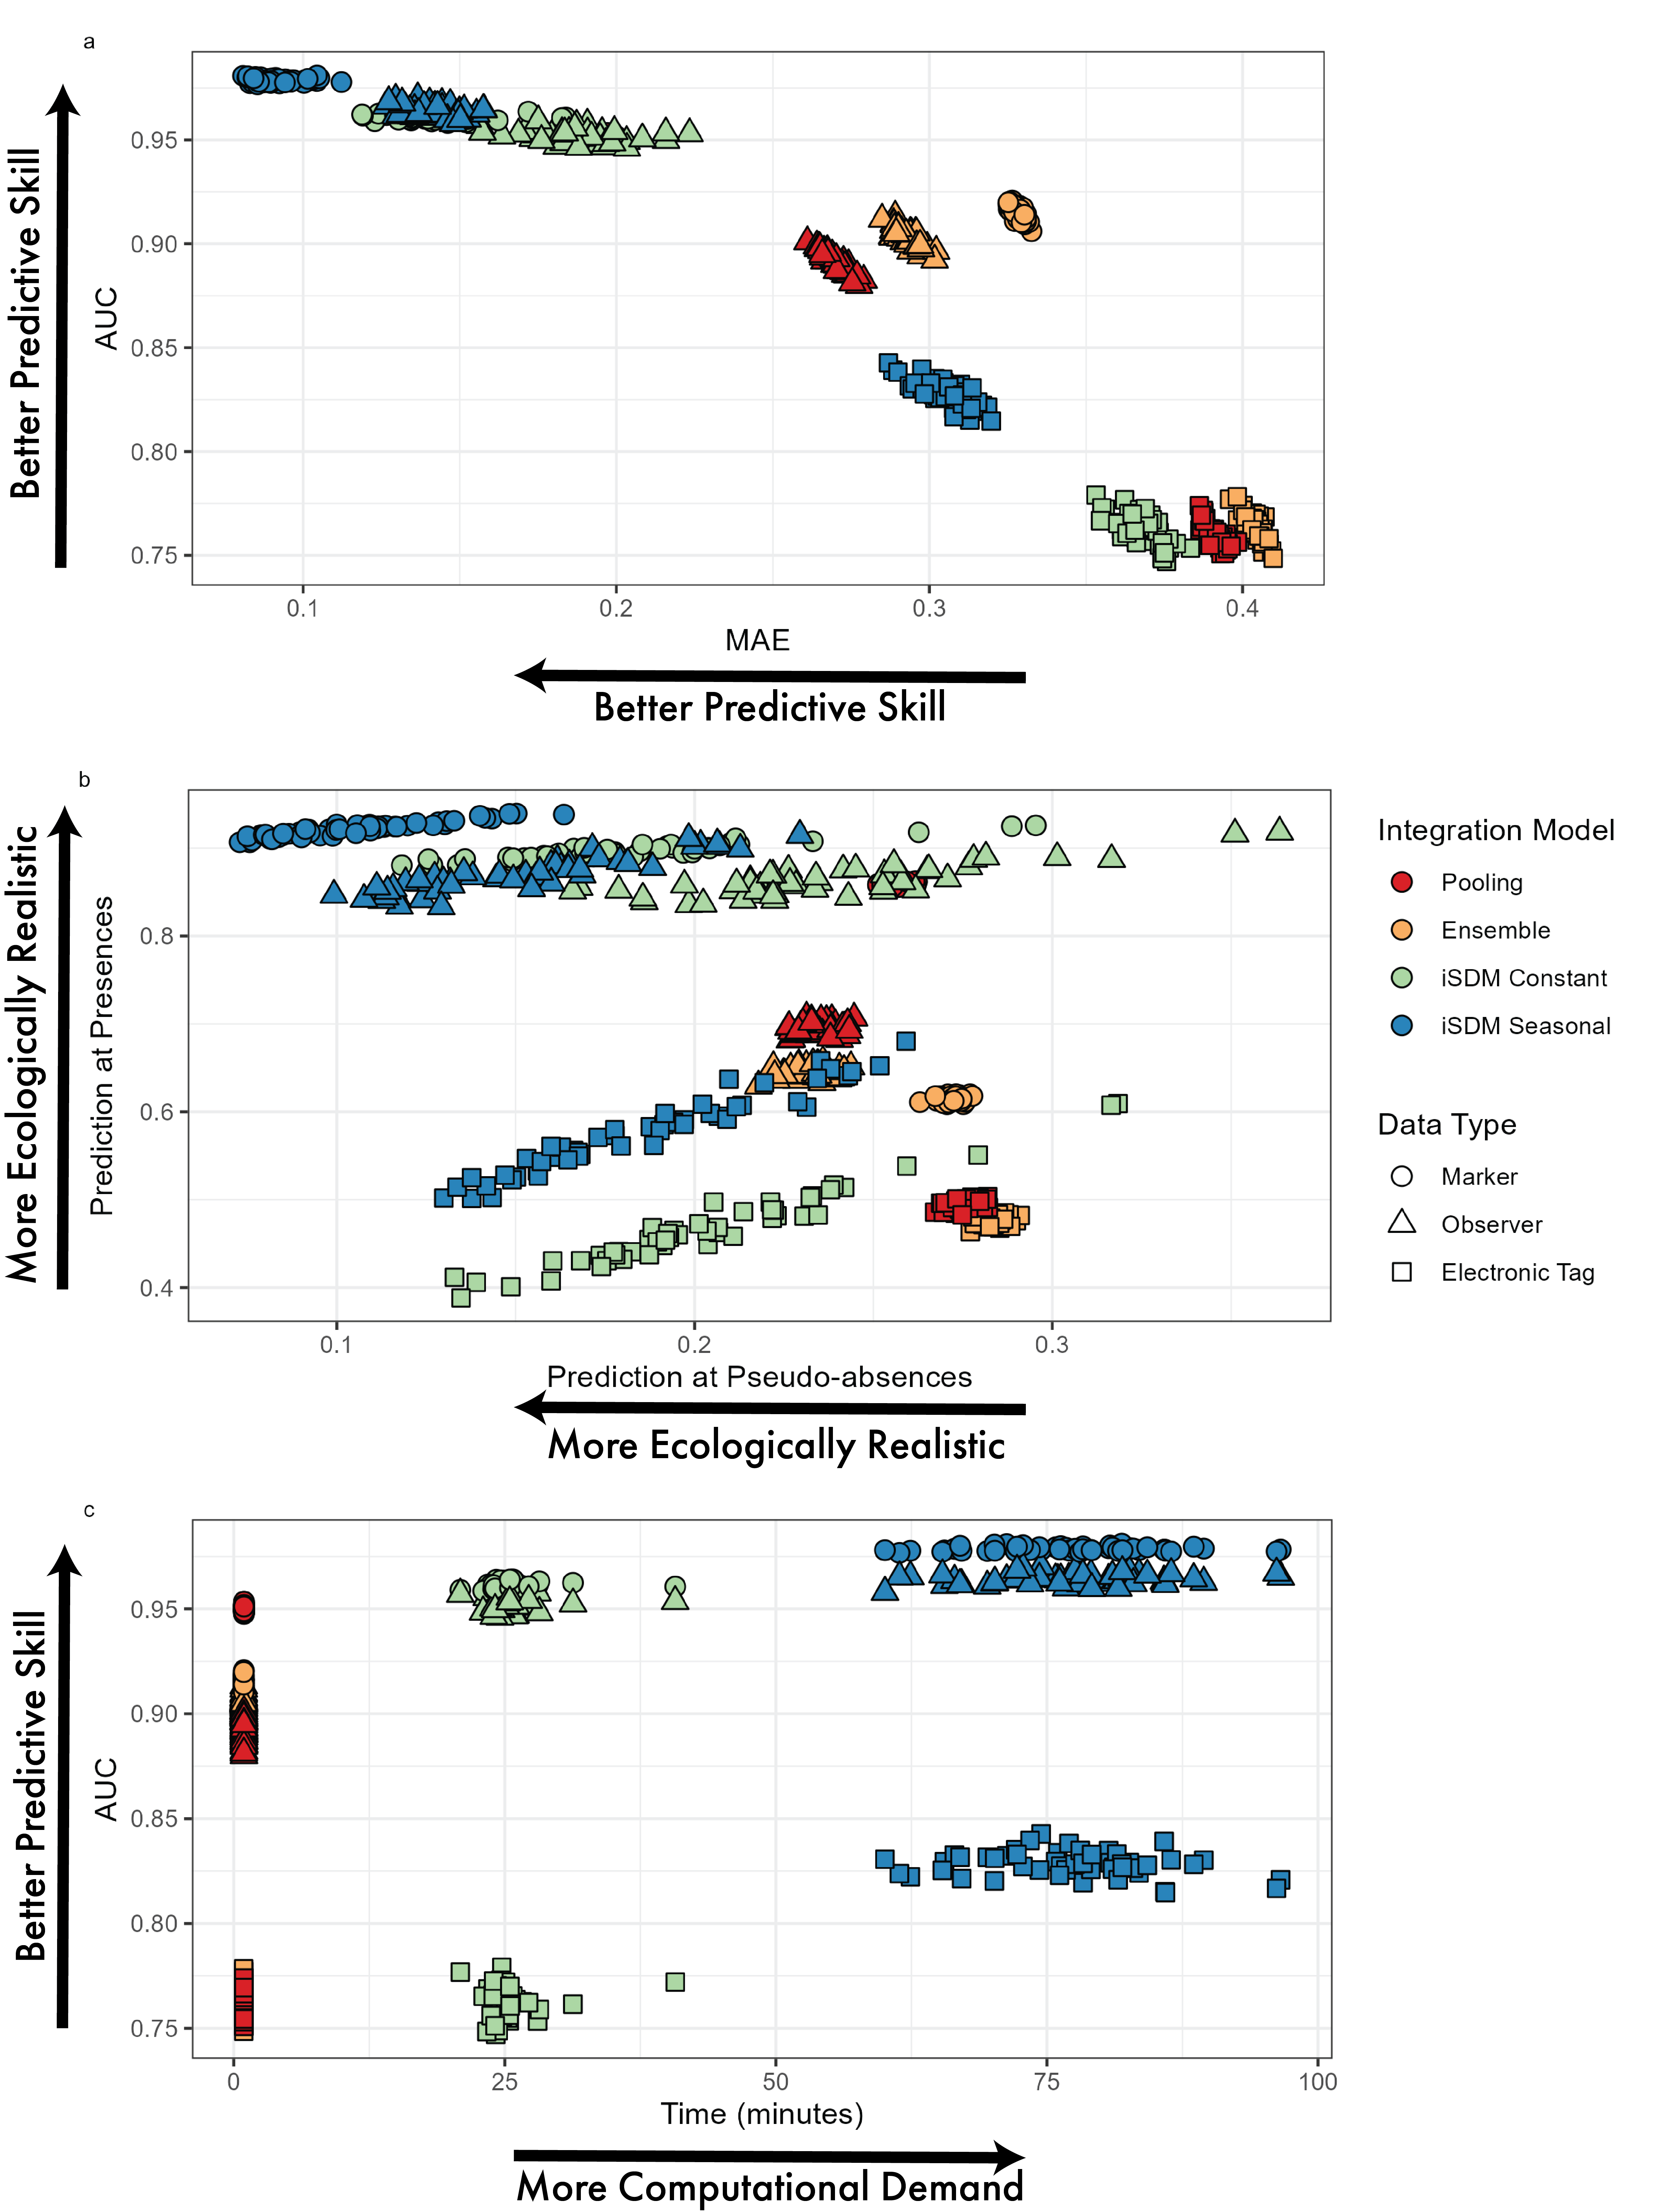 a
Better Predictive Skill
AUC
0.95
0.90
0.85
0.80
0.75
0.1
0.2
0.3
0.4
MAE
Better Predictive Skill
b
More Ecologically Realistic
Prediction at Presences
0.8
0.6
0.4
0.1
0.2
0.3
Prediction at Pseudo-absences
More Ecologically Realistic
Integration Model
Pooling
Ensemble
iSDM Constant
iSDM Seasonal
Data Type
Marker
Observer
Electronic Tag
c
Better Predictive Skill
AUC
0.95
0.90
0.85
0.80
0.75
0
25
50
75
100
Time (minutes)
More Computational Demand